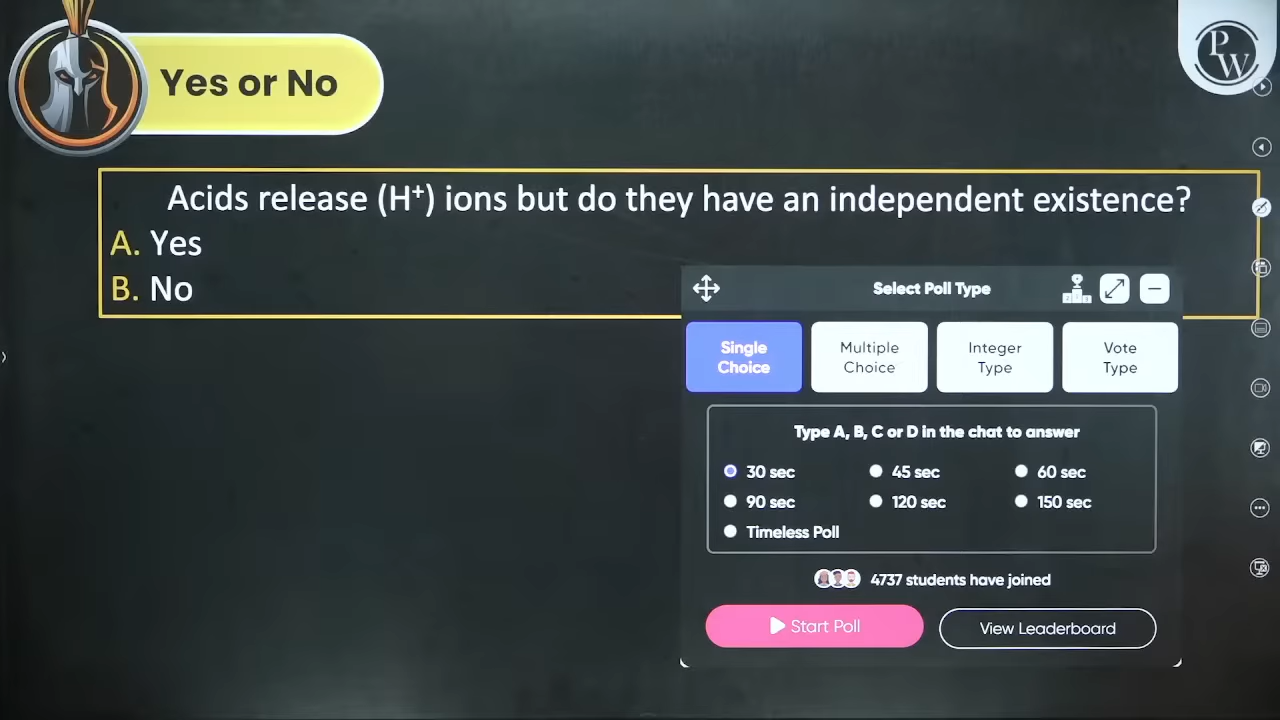 Yes or No
PW
Acids release (H⁺) ions but do they have an independent existence?
A. Yes
B. No
Select Poll Type
Single Choice
Multiple Choice
Integer Type
Vote Type
Type A, B, C or D in the chat to answer
30 sec
45 sec
60 sec
90 sec
120 sec
150 sec
Timeless Poll
4737 students have joined
Start Poll
View Leaderboard